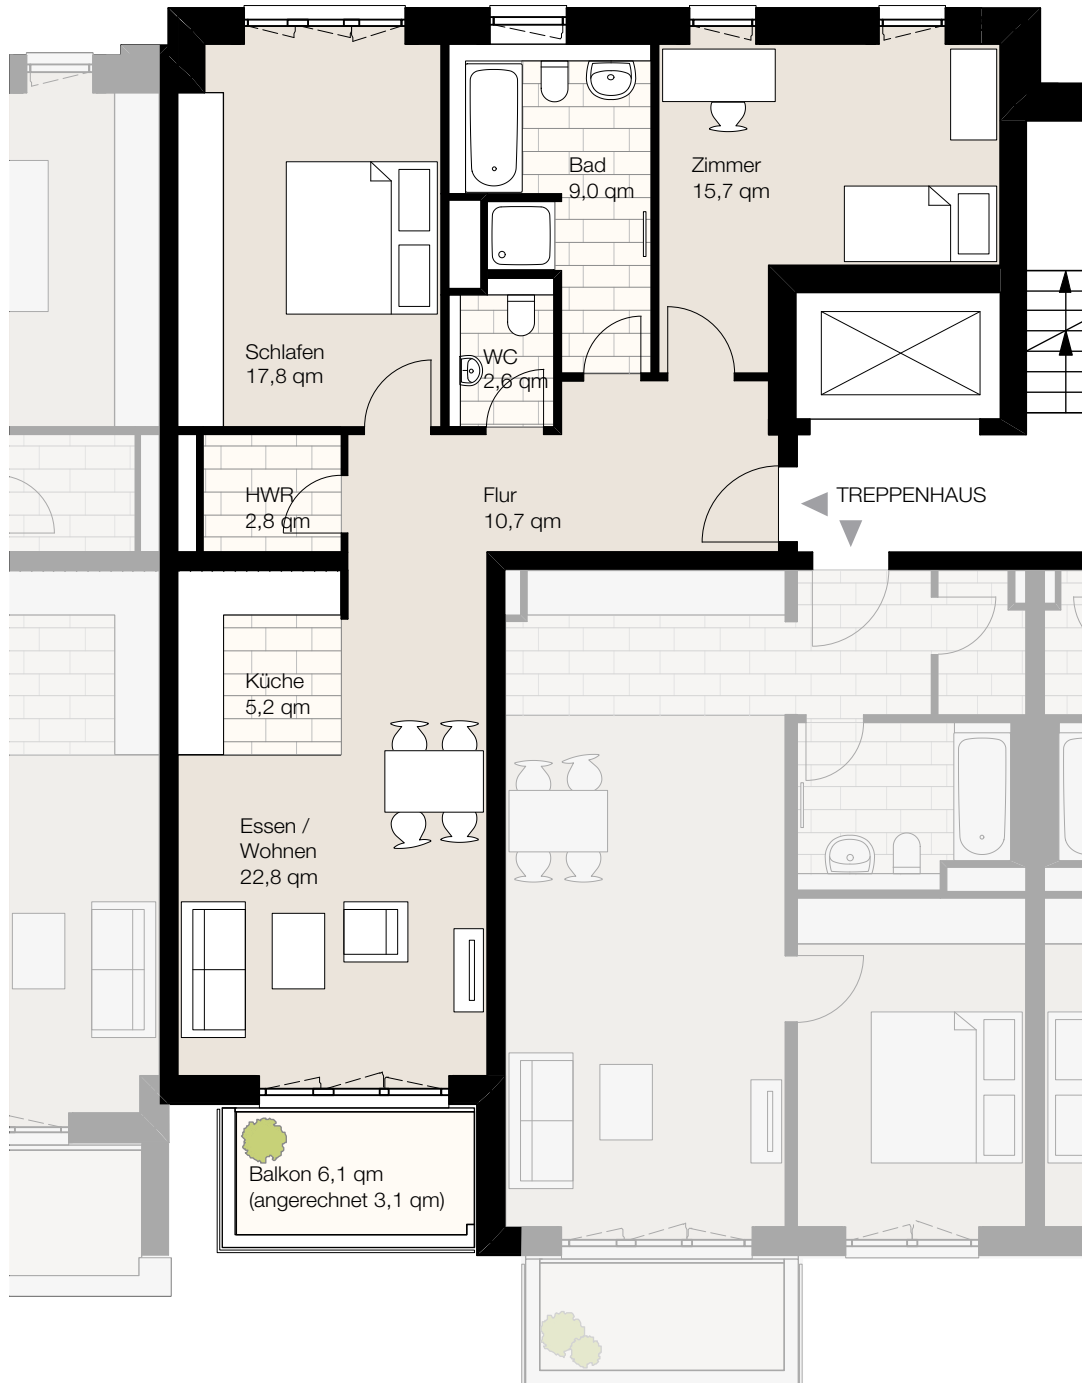 Bad
9,0 qm
Zimmer
15,7 qm
Schlafen
17,8 qm
WC
2,6 qm
HWR
2,8 qm
Flur
10,7 qm
TREPPENHAUS
Küche
5,2 qm
Essen /
Wohnen
22,8 qm
Balkon 6,1 qm
(angerechnet 3,1 qm)